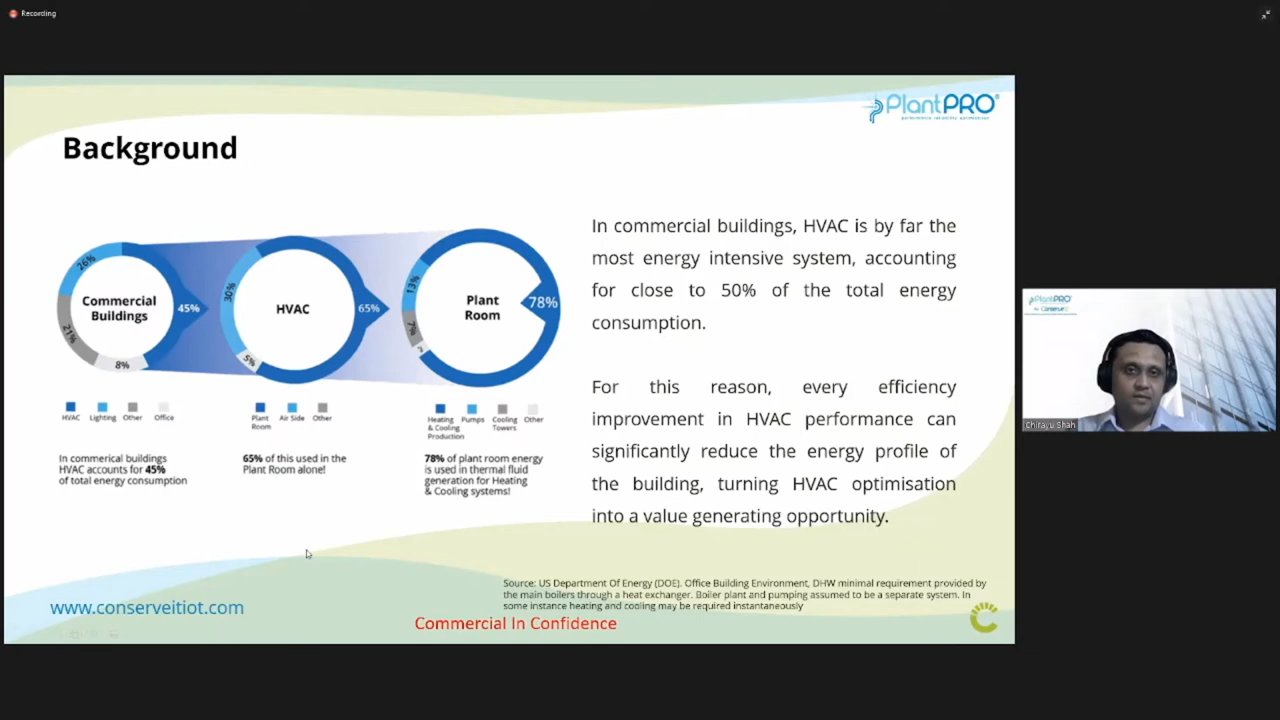 Recording
PlantPRO®
performance reliability optimisation
Background
26%
21%
8%
Commercial
Buildings
45%
30%
5%
HVAC
65%
13%
7%
Plant
Room
78%
HVAC Lighting Other Office
Plant
Room
Air Side Other
Heating
& Cooling
Production
Pumps
Cooling
Towers
Other
In commercial buildings
HVAC accounts for 45%
of total energy consumption
65% of this used in the
Plant Room alone!
78% of plant room energy
is used in thermal fluid
generation for Heating
& Cooling systems!
In commercial buildings, HVAC is by far the
most energy intensive system, accounting
for close to 50% of the total energy
consumption.
For this reason, every efficiency
improvement in HVAC performance can
significantly reduce the energy profile of
the building, turning HVAC optimisation
into a value generating opportunity.
Source: US Department Of Energy (DOE). Office Building Environment, DHW minimal requirement provided by
the main boilers through a heat exchanger. Boiler plant and pumping assumed to be a separate system. In
some instance heating and cooling may be required instantaneously
www.conserveitiot.com
Commercial In Confidence
PlantPRO®
Chirayu Shah